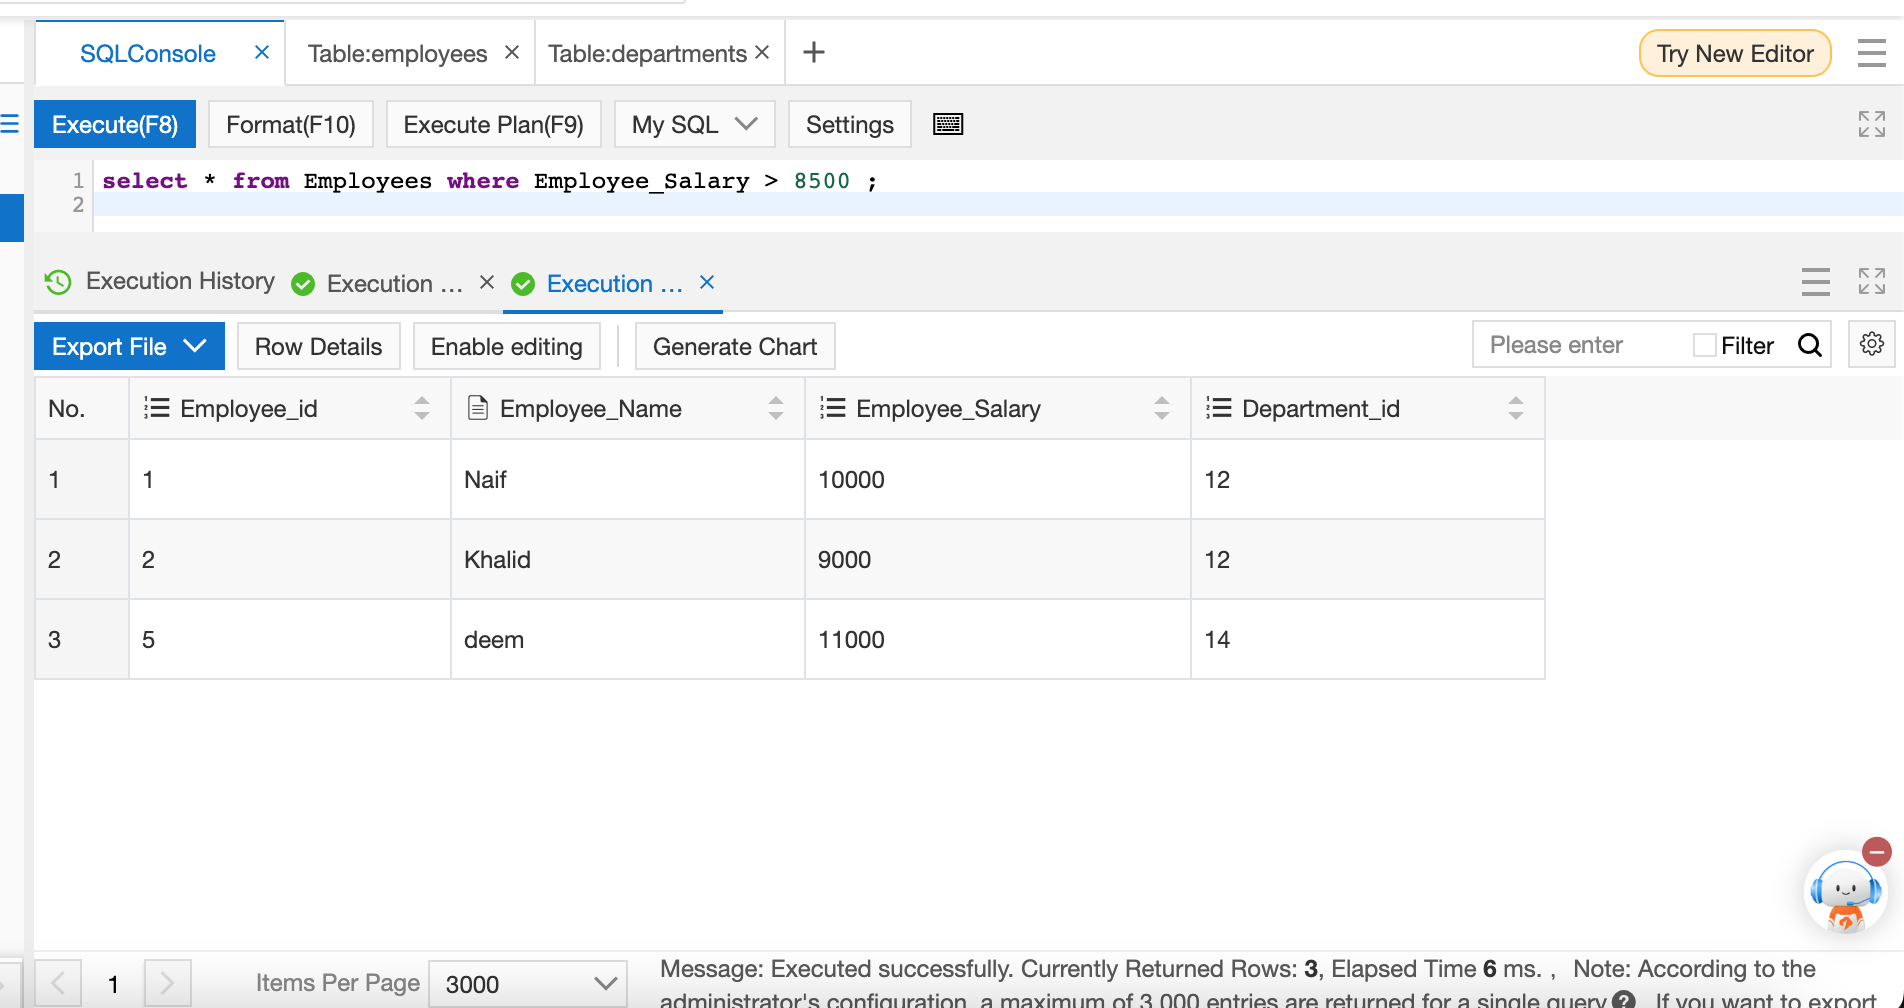 SQLConsole × Table:employees × Table:departments × + Try New Editor
Execute(F8) Format(F10) Execute Plan(F9) My SQL Settings
1 select * from Employees where Employee_Salary > 8500 ;
2
Execution History Execution ... × Execution ... ×
Export File Row Details Enable editing Generate Chart Please enter Filter
No. Employee_id Employee_Name Employee_Salary Department_id
1 1 Naif 10000 12
2 2 Khalid 9000 12
3 5 deem 11000 14
1 Items Per Page 3000 Message: Executed successfully. Currently Returned Rows: 3, Elapsed Time 6 ms. , Note: According to the
administrator's configuration, a maximum of 3,000 entries are returned for a single query ? If you want to export